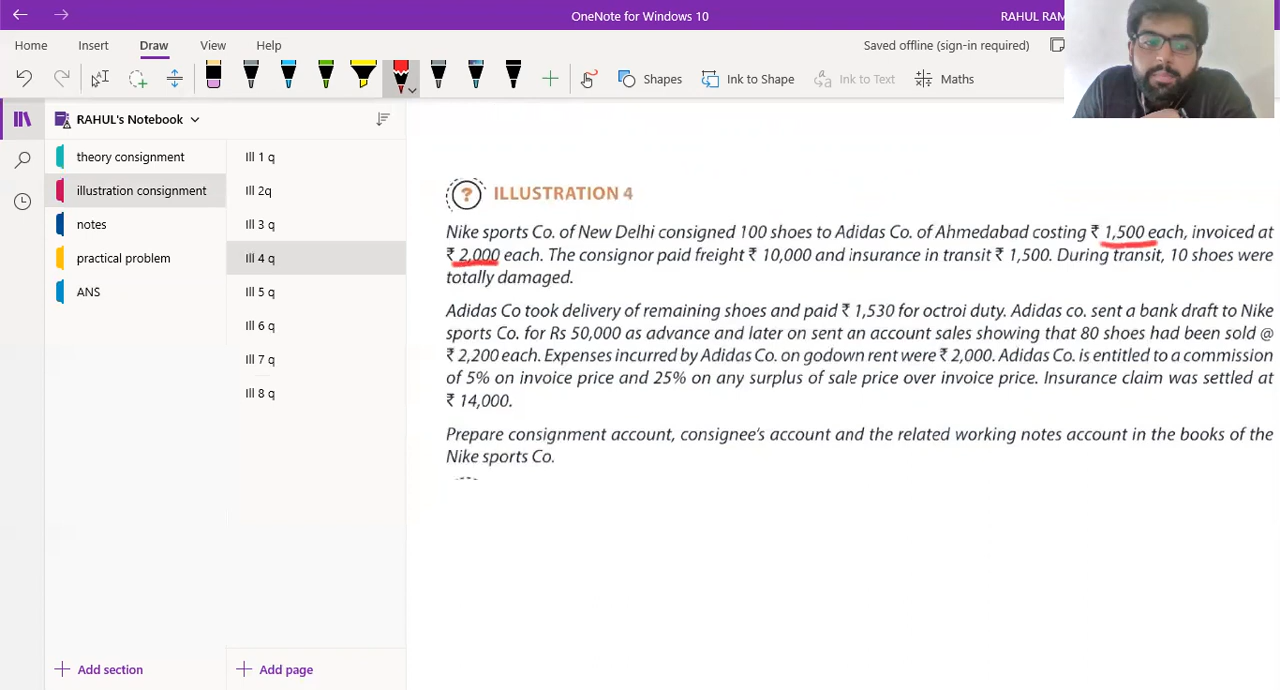 OneNote for Windows 10
RAHUL RAM
Home Insert Draw View Help
Saved offline (sign-in required)
Shapes Ink to Shape Ink to Text Maths
RAHUL's Notebook
theory consignment
illustration consignment
notes
practical problem
ANS
Ill 1 q
Ill 2q
Ill 3 q
Ill 4 q
Ill 5 q
Ill 6 q
Ill 7 q
Ill 8 q
Add section
Add page
? ILLUSTRATION 4
Nike sports Co. of New Delhi consigned 100 shoes to Adidas Co. of Ahmedabad costing ₹ 1,500 each, invoiced at
₹ 2,000 each. The consignor paid freight ₹ 10,000 and insurance in transit ₹ 1,500. During transit, 10 shoes were
totally damaged.
Adidas Co took delivery of remaining shoes and paid ₹ 1,530 for octroi duty. Adidas co. sent a bank draft to Nike
sports Co. for Rs 50,000 as advance and later on sent an account sales showing that 80 shoes had been sold @
₹ 2,200 each. Expenses incurred by Adidas Co. on godown rent were ₹ 2,000. Adidas Co. is entitled to a commission
of 5% on invoice price and 25% on any surplus of sale price over invoice price. Insurance claim was settled at
₹ 14,000.
Prepare consignment account, consignee's account and the related working notes account in the books of the
Nike sports Co.